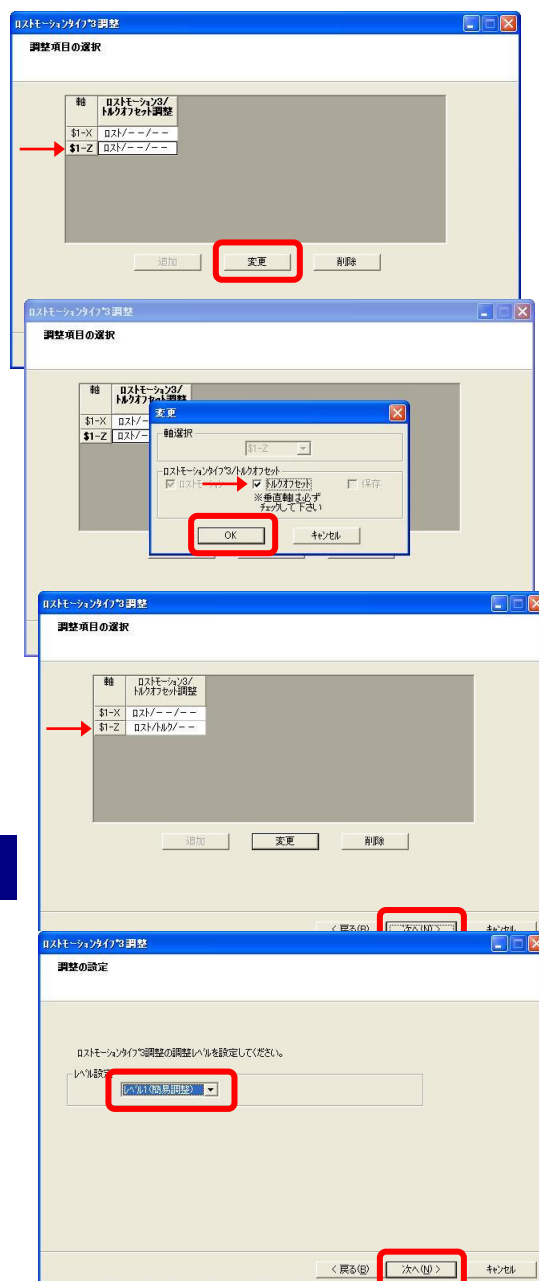 ロストモーションタイプ3調整
調整項目の選択
軸 ロストモーション3/
トルクオフセット調整
$1-X ロスト/--/--
$1-Z ロスト/--/--
追加 変更 削除
ロストモーションタイプ3調整
調整項目の選択
軸 ロストモーション3/
トルクオフセット調整
$1-X ロスト/-
$1-Z ロスト/-
変更
軸選択
$1-Z
ロストモーションタイプ3/トルクオフセット
トルクオフセット 保存
※垂直軸は必ず
チェックして下さい
OK キャンセル
ロストモーションタイプ3調整
調整項目の選択
軸 ロストモーション3/
トルクオフセット調整
$1-X ロスト/--/--
$1-Z ロスト/トルク/--
追加 変更 削除
< 戻る(B) 次へ(N) > キャンセル
ロストモーションタイプ3調整
調整の設定
ロストモーションタイプ3調整の調整レベルを設定してください。
レベル設定
レベル1(簡易調整)
< 戻る(B) 次へ(N) > キャンセル